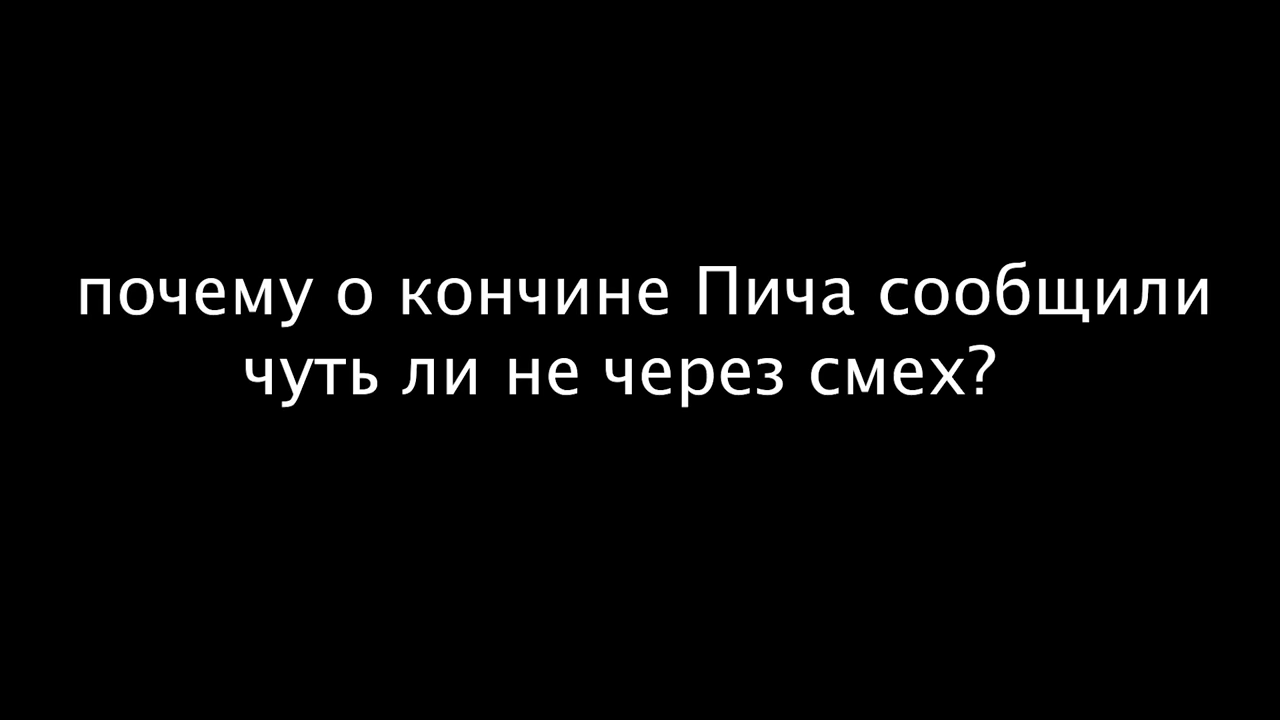 почему о кончине Пича сообщили
чуть ли не через смех?